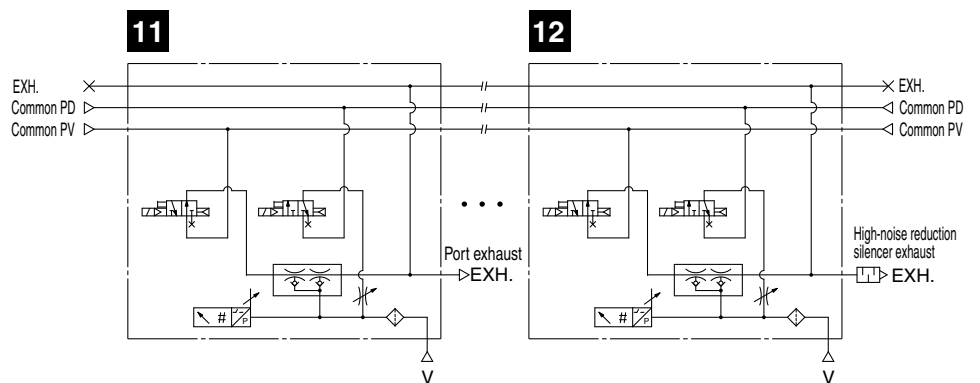 11
12
EXH.
Common PD
Common PV
EXH.
Common PD
Common PV
Port exhaust
EXH.
High-noise reduction
silencer exhaust
EXH.
#
P
#
P
V
V